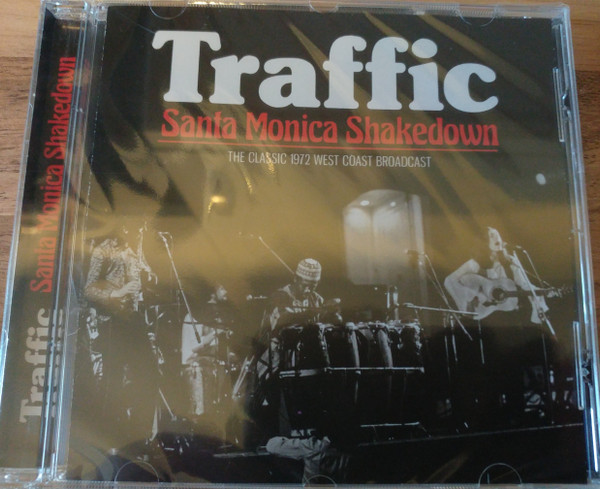 Traffic
Santa Monica Shakedown
THE CLASSIC 1972 WEST COAST BROADCAST
Traffic Santa Monica Shakedown